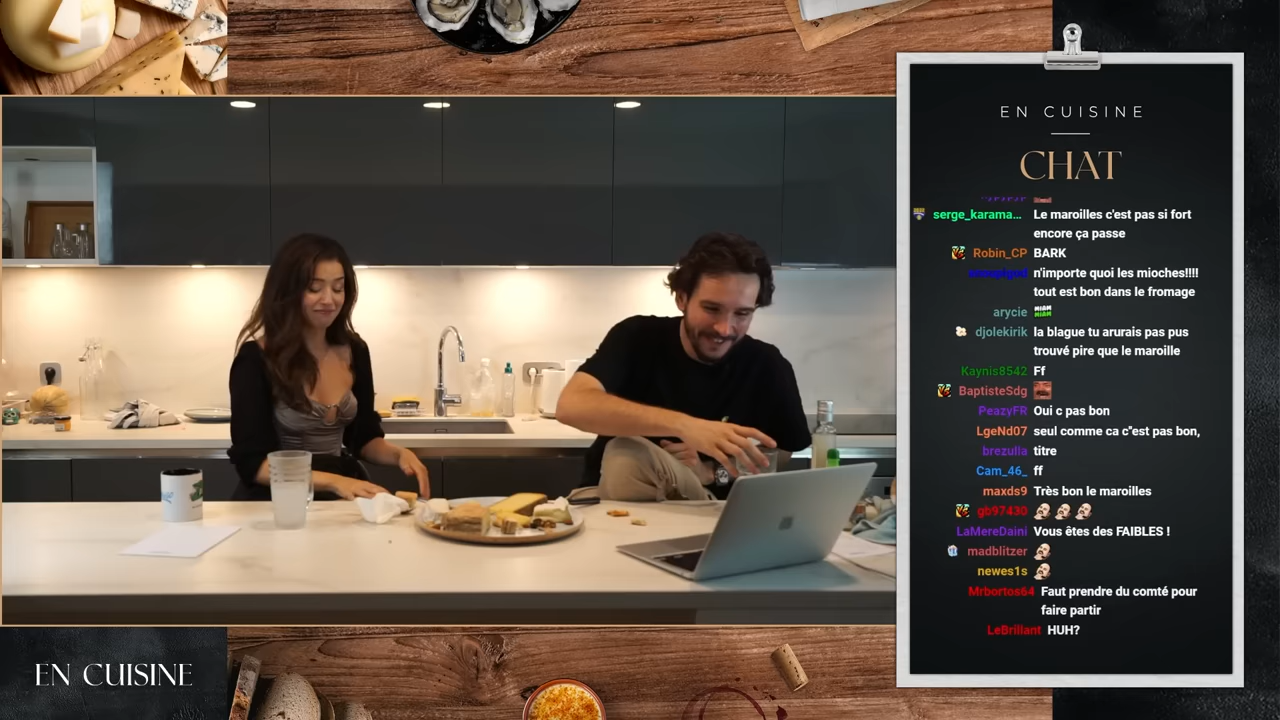 EN CUISINE
CHAT
serge_karama... Le maroilles c'est pas si fort
encore ça passe
Robin_CP BARK
n'importe quoi les mioches!!!!
tout est bon dans le fromage
arycie MIAM
MIAM
djolekirik la blague tu arurais pas pus
trouvé pire que le maroille
Kaynis8542 Ff
BaptisteSdg
PeazyFR Oui c pas bon
LgeNd07 seul comme ca c"est pas bon,
brezulla titre
Cam_46_ ff
maxds9 Très bon le maroilles
gb97430
LaMereDaini Vous êtes des FAIBLES !
madblitzer
newes1s
Mrbortos64 Faut prendre du comté pour
faire partir
LeBrillant HUH?
EN CUISINE